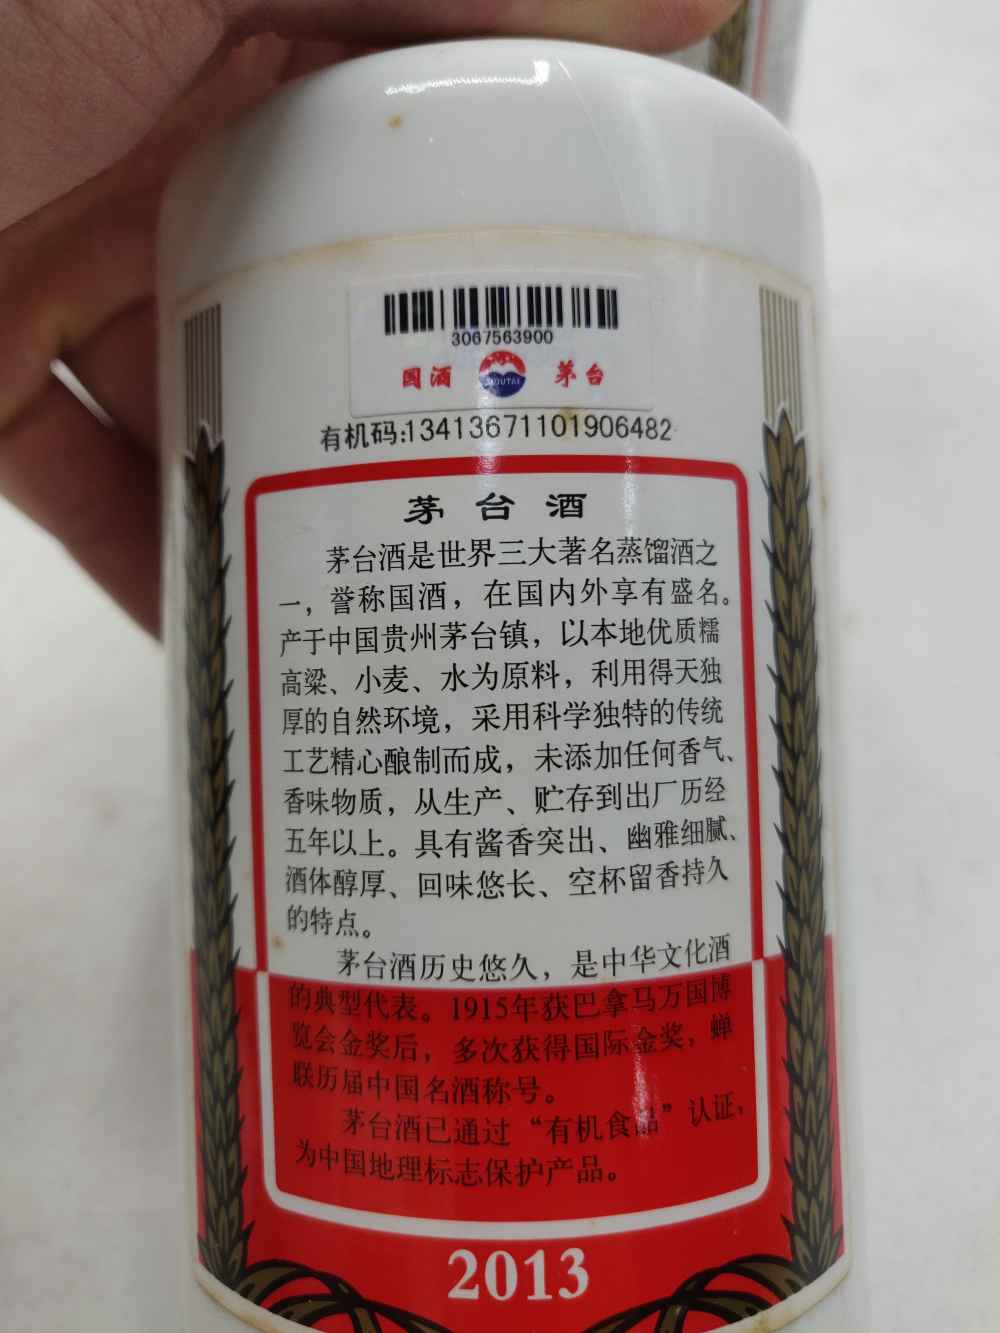 3067563900
国酒 MOUTAI 茅台
有机码:13413671101906482
茅台酒
茅台酒是世界三大著名蒸馏酒之
一，誉称国酒，在国内外享有盛名。
产于中国贵州茅台镇，以本地优质糯
高粱、小麦、水为原料，利用得天独
厚的自然环境，采用科学独特的传统
工艺精心酿制而成，未添加任何香气、
香味物质，从生产、贮存到出厂历经
五年以上。具有酱香突出、幽雅细腻、
酒体醇厚、回味悠长、空杯留香持久
的特点。
茅台酒历史悠久，是中华文化酒
的典型代表。1915年获巴拿马万国博
览会金奖后，多次获得国际金奖，蝉
联历届中国名酒称号。
茅台酒已通过“有机食品”认证，
为中国地理标志保护产品。
2013